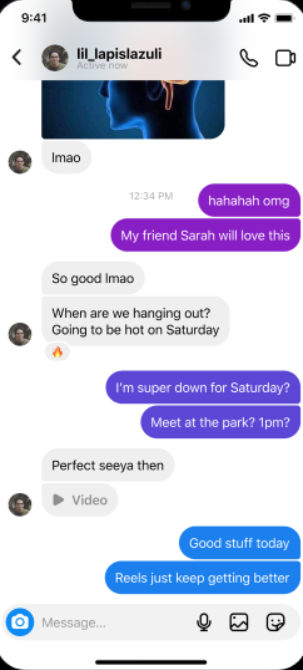 9:41
lil_lapislazuli
Active now
lmao
12:34 PM
hahahah omg
My friend Sarah will love this
So good lmao
When are we hanging out?
Going to be hot on Saturday
🔥
I'm super down for Saturday?
Meet at the park? 1pm?
Perfect seeya then
Video
Good stuff today
Reels just keep getting better
Message...